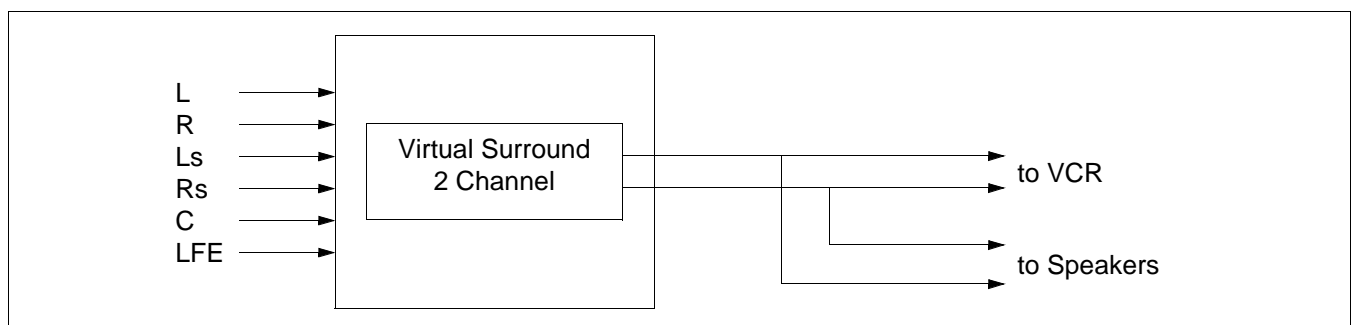 L
R
Ls
Rs
C
LFE
Virtual Surround
2 Channel
to VCR
to Speakers